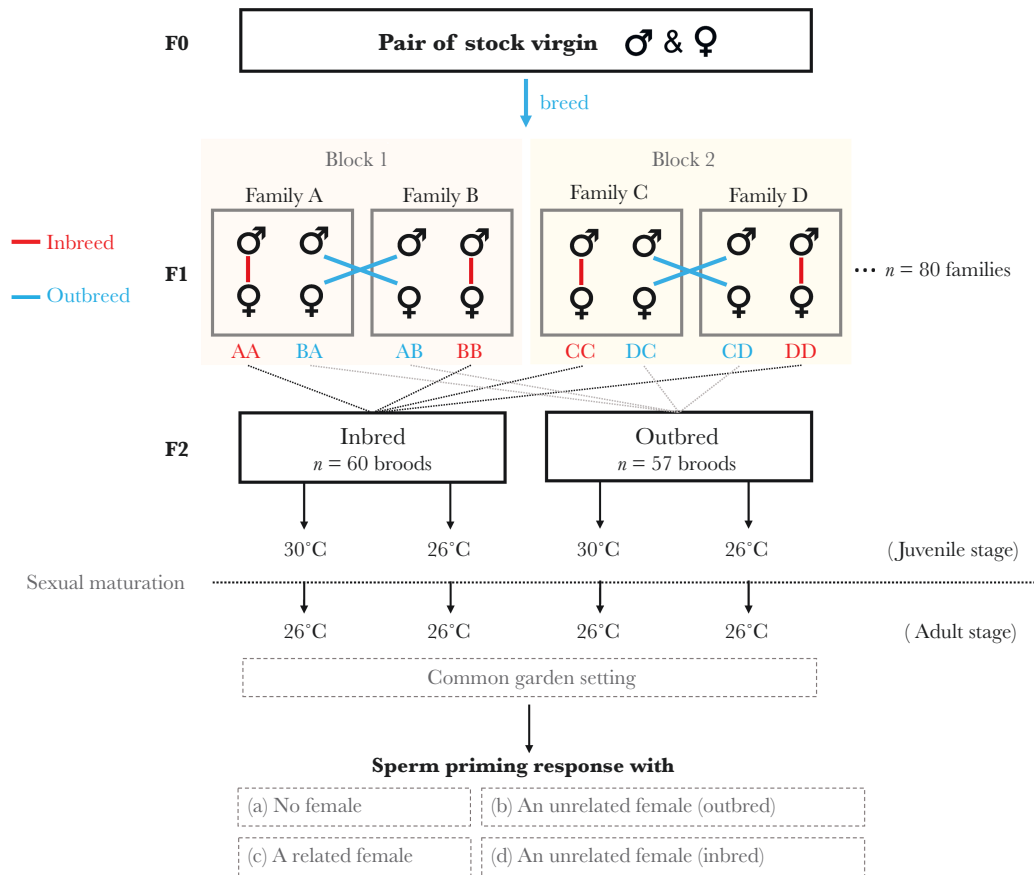 F0
Pair of stock virgin ♂ & ♀
breed
Block 1
Block 2
Family A
Family B
Family C
Family D
Inbreed
Outbreed
F1
··· n = 80 families
AA
BA
AB
BB
CC
DC
CD
DD
F2
Inbred
n = 60 broods
Outbred
n = 57 broods
30°C
26°C
30°C
26°C
(Juvenile stage)
Sexual maturation
26°C
26°C
26°C
26°C
( Adult stage)
Common garden setting
Sperm priming response with
(a) No female
(b) An unrelated female (outbred)
(c) A related female
(d) An unrelated female (inbred)